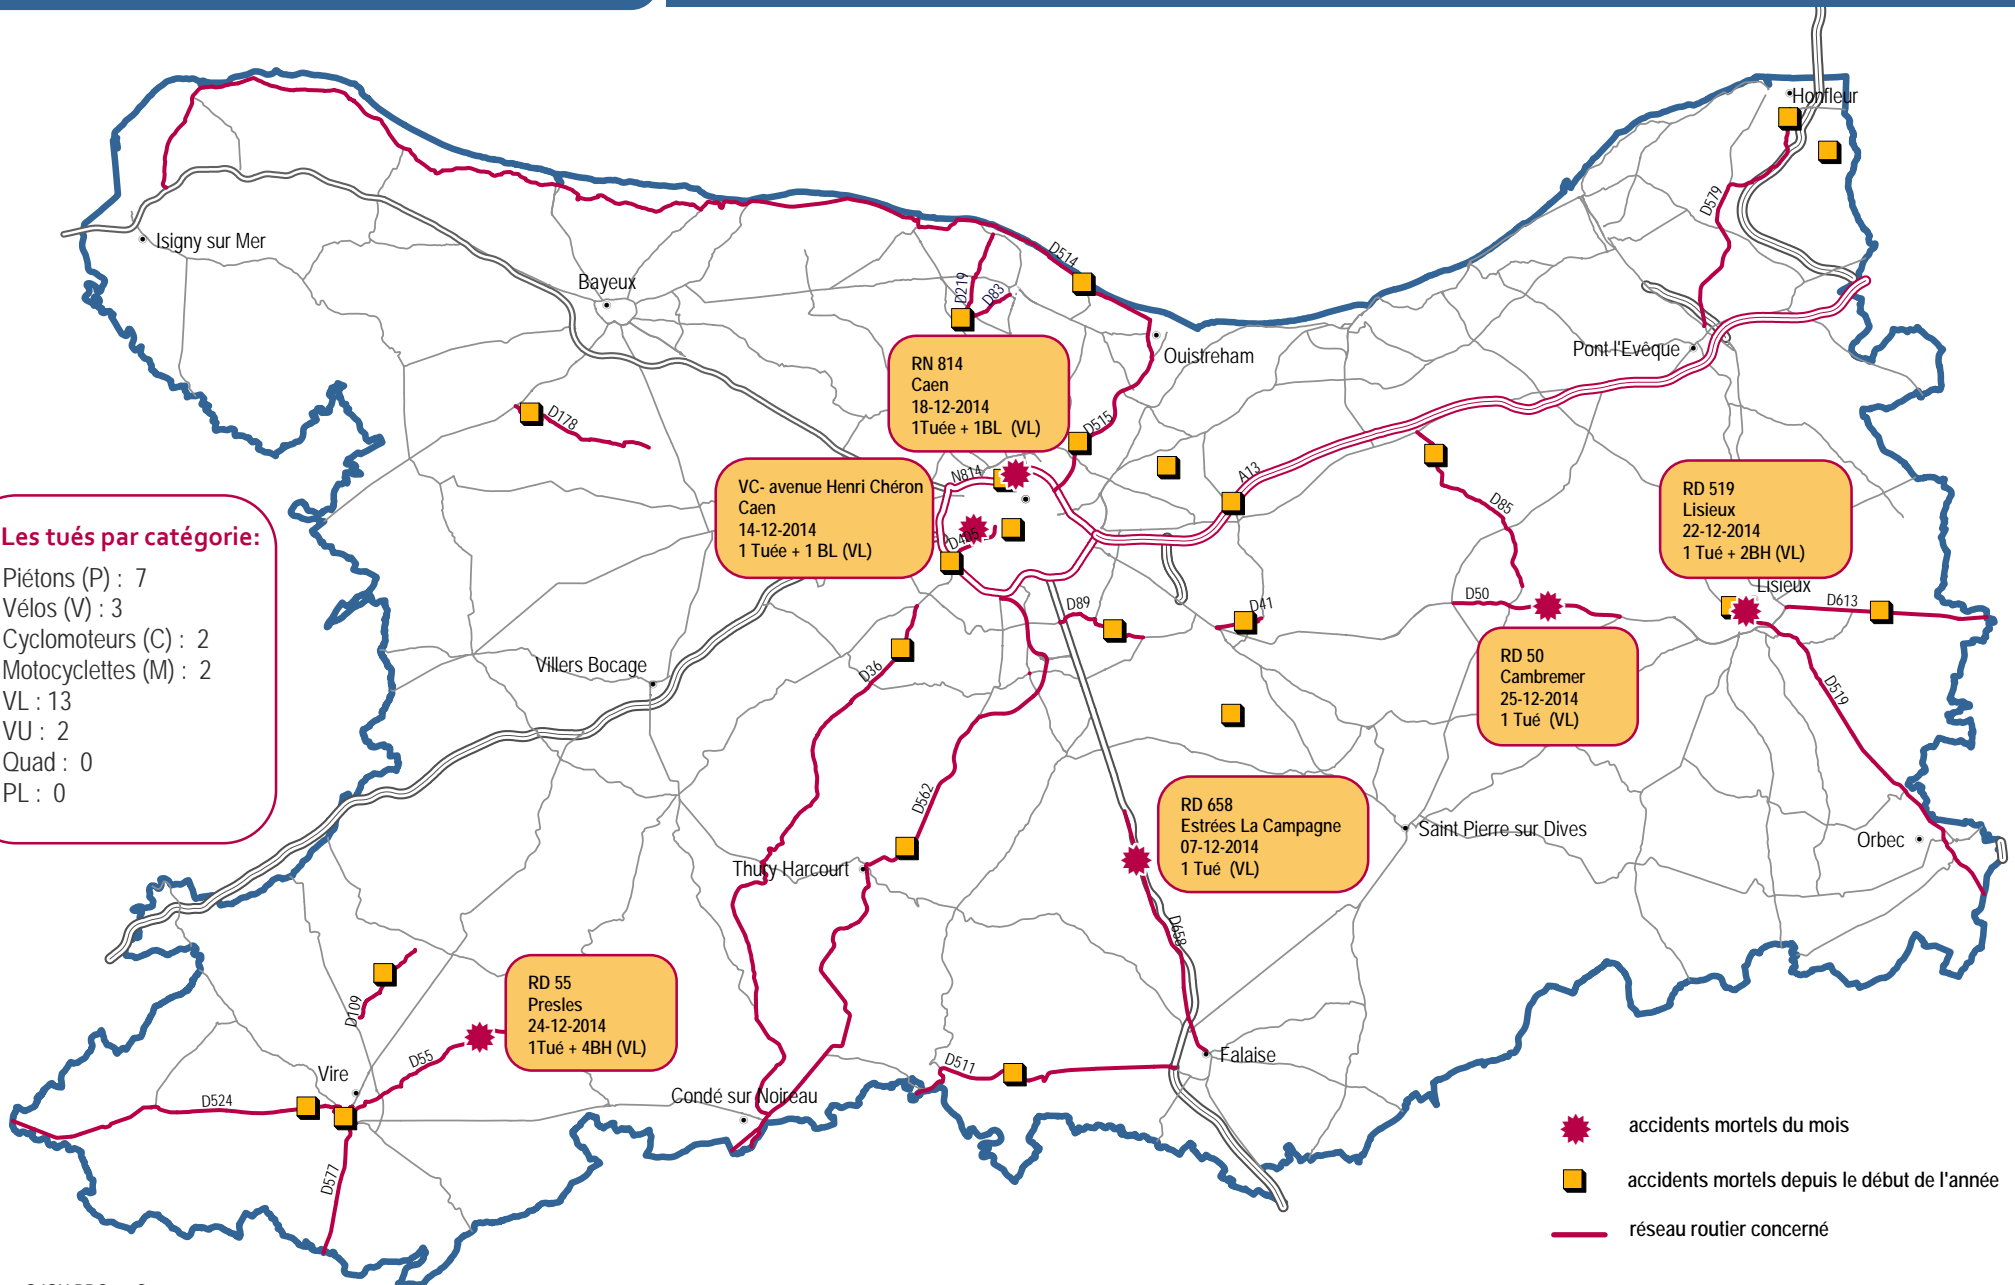 Honfleur
D579
Isigny sur Mer
Bayeux
D514
D219
D83
Ouistreham
Pont l'Evêque
RN 814
Caen
18-12-2014
1Tuée + 1BL (VL)
D178
D515
N814
A13
VC- avenue Henri Chéron
Caen
14-12-2014
1 Tuée + 1 BL (VL)
D405
D85
RD 519
Lisieux
22-12-2014
1 Tué + 2BH (VL)
Lisieux
D613
D50
D89
D41
Les tués par catégorie:
Piétons (P) : 7
Vélos (V) : 3
Cyclomoteurs (C) : 2
Motocyclettes (M) : 2
VL : 13
VU : 2
Quad : 0
PL : 0
Villers Bocage
D36
RD 50
Cambremer
25-12-2014
1 Tué (VL)
D519
D562
RD 658
Estrées La Campagne
07-12-2014
1 Tué (VL)
Saint Pierre sur Dives
Orbec
Thury Harcourt
D658
D109
RD 55
Presles
24-12-2014
1Tué + 4BH (VL)
D55
Vire
D524
D577
Condé sur Noireau
D511
Falaise
accidents mortels du mois
accidents mortels depuis le début de l'année
réseau routier concerné